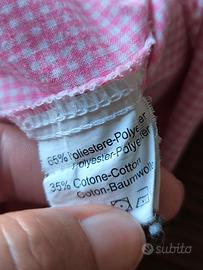 65% Poliestere-Polyester
Polyester-Polyester
35% Cotone-Cotton
Coton-Baumwolle
subito